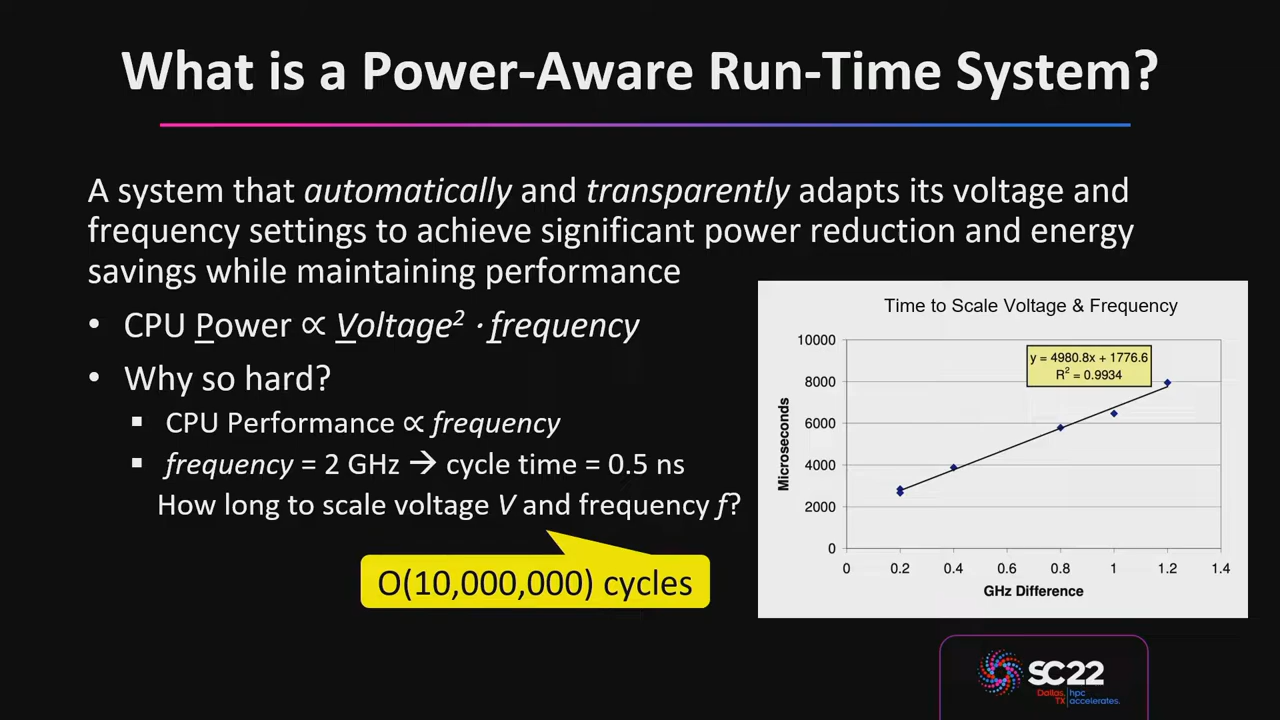 What is a Power-Aware Run-Time System?
A system that automatically and transparently adapts its voltage and
frequency settings to achieve significant power reduction and energy
savings while maintaining performance
• CPU Power ∝ Voltage² · frequency
• Why so hard?
▪ CPU Performance ∝ frequency
▪ frequency = 2 GHz → cycle time = 0.5 ns
How long to scale voltage V and frequency f?
O(10,000,000) cycles
Time to Scale Voltage & Frequency
y = 4980.8x + 1776.6
R² = 0.9934
Microseconds
10000
8000
6000
4000
2000
0
0 0.2 0.4 0.6 0.8 1 1.2 1.4
GHz Difference
SC22
Dallas, TX
hpc accelerates.